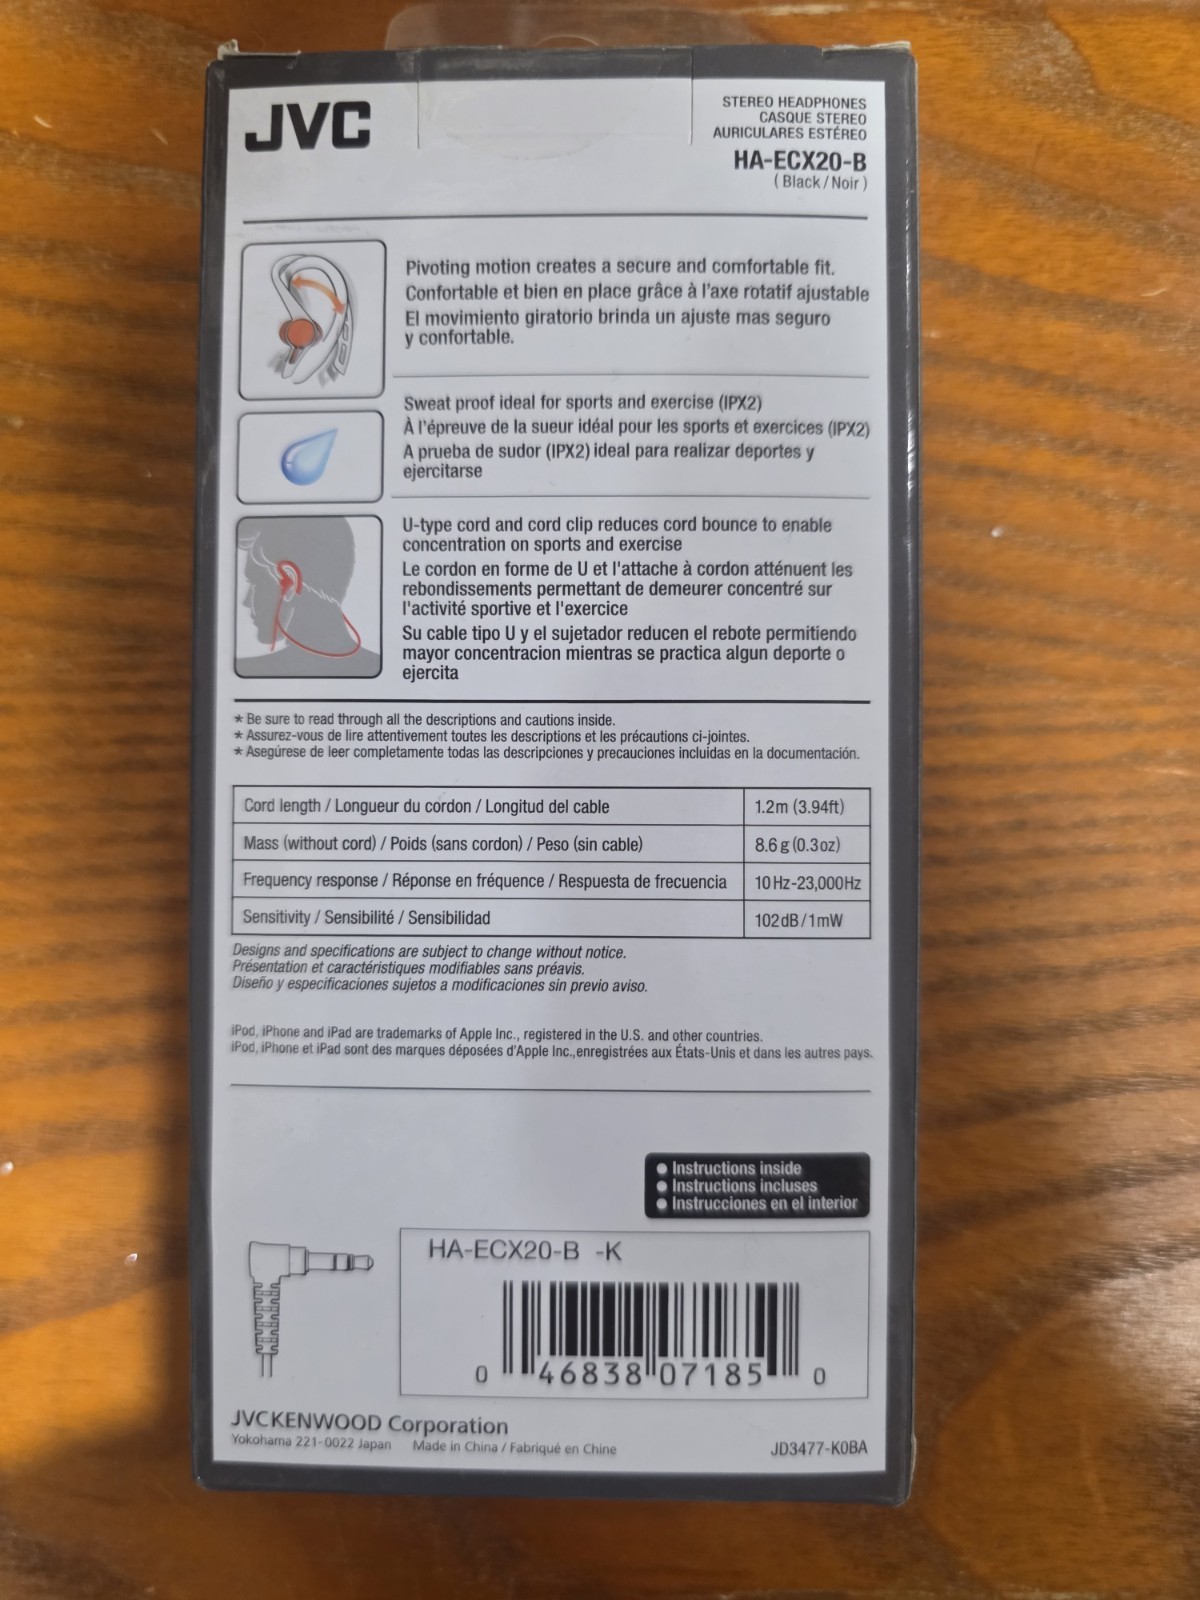 JVC
STEREO HEADPHONES
CASQUE STEREO
AURICULARES ESTÉREO
HA-ECX20-B
(Black/Noir)
Pivoting motion creates a secure and comfortable fit.
Confortable et bien en place grâce à l'axe rotatif ajustable
El movimiento giratorio brinda un ajuste mas seguro
y confortable.
Sweat proof ideal for sports and exercise (IPX2)
À l'épreuve de la sueur idéal pour les sports et exercices (IPX2)
A prueba de sudor (IPX2) ideal para realizar deportes y
ejercitarse
U-type cord and cord clip reduces cord bounce to enable
concentration on sports and exercise
Le cordon en forme de U et l'attache à cordon atténuent les
rebondissements permettant de demeurer concentré sur
l'activité sportive et l'exercice
Su cable tipo U y el sujetador reducen el rebote permitiendo
mayor concentracion mientras se practica algun deporte o
ejercita
* Be sure to read through all the descriptions and cautions inside.
* Assurez-vous de lire attentivement toutes les descriptions et les précautions ci-jointes.
* Asegúrese de leer completamente todas las descripciones y precauciones incluidas en la documentación.
Cord length / Longueur du cordon / Longitud del cable 1.2m (3.94ft)
Mass (without cord) / Poids (sans cordon) / Peso (sin cable) 8.6 g (0.3 oz)
Frequency response / Réponse en fréquence / Respuesta de frecuencia 10 Hz-23,000Hz
Sensitivity / Sensibilité / Sensibilidad 102 dB / 1 mW
Designs and specifications are subject to change without notice.
Présentation et caractéristiques modifiables sans préavis.
Diseño y especificaciones sujetos a modificaciones sin previo aviso.
iPod, iPhone and iPad are trademarks of Apple Inc., registered in the U.S. and other countries.
iPod, iPhone et iPad sont des marques déposées d'Apple Inc.,enregistrées aux États-Unis et dans les autres pays.
● Instructions inside
● Instructions incluses
● Instrucciones en el interior
HA-ECX20-B -K
0 46838 07185 0
JVCKENWOOD Corporation
Yokohama 221-0022 Japan Made in China / Fabriqué en Chine
JD3477-K0BA